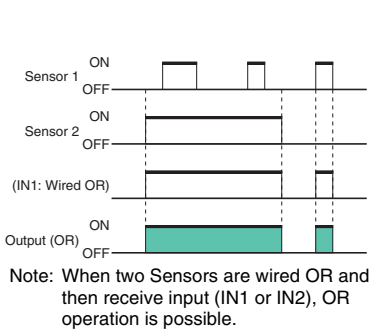 ON
Sensor 1
OFF
ON
Sensor 2
OFF
(IN1: Wired OR)
ON
Output (OR)
OFF
Note: When two Sensors are wired OR and
then receive input (IN1 or IN2), OR
operation is possible.